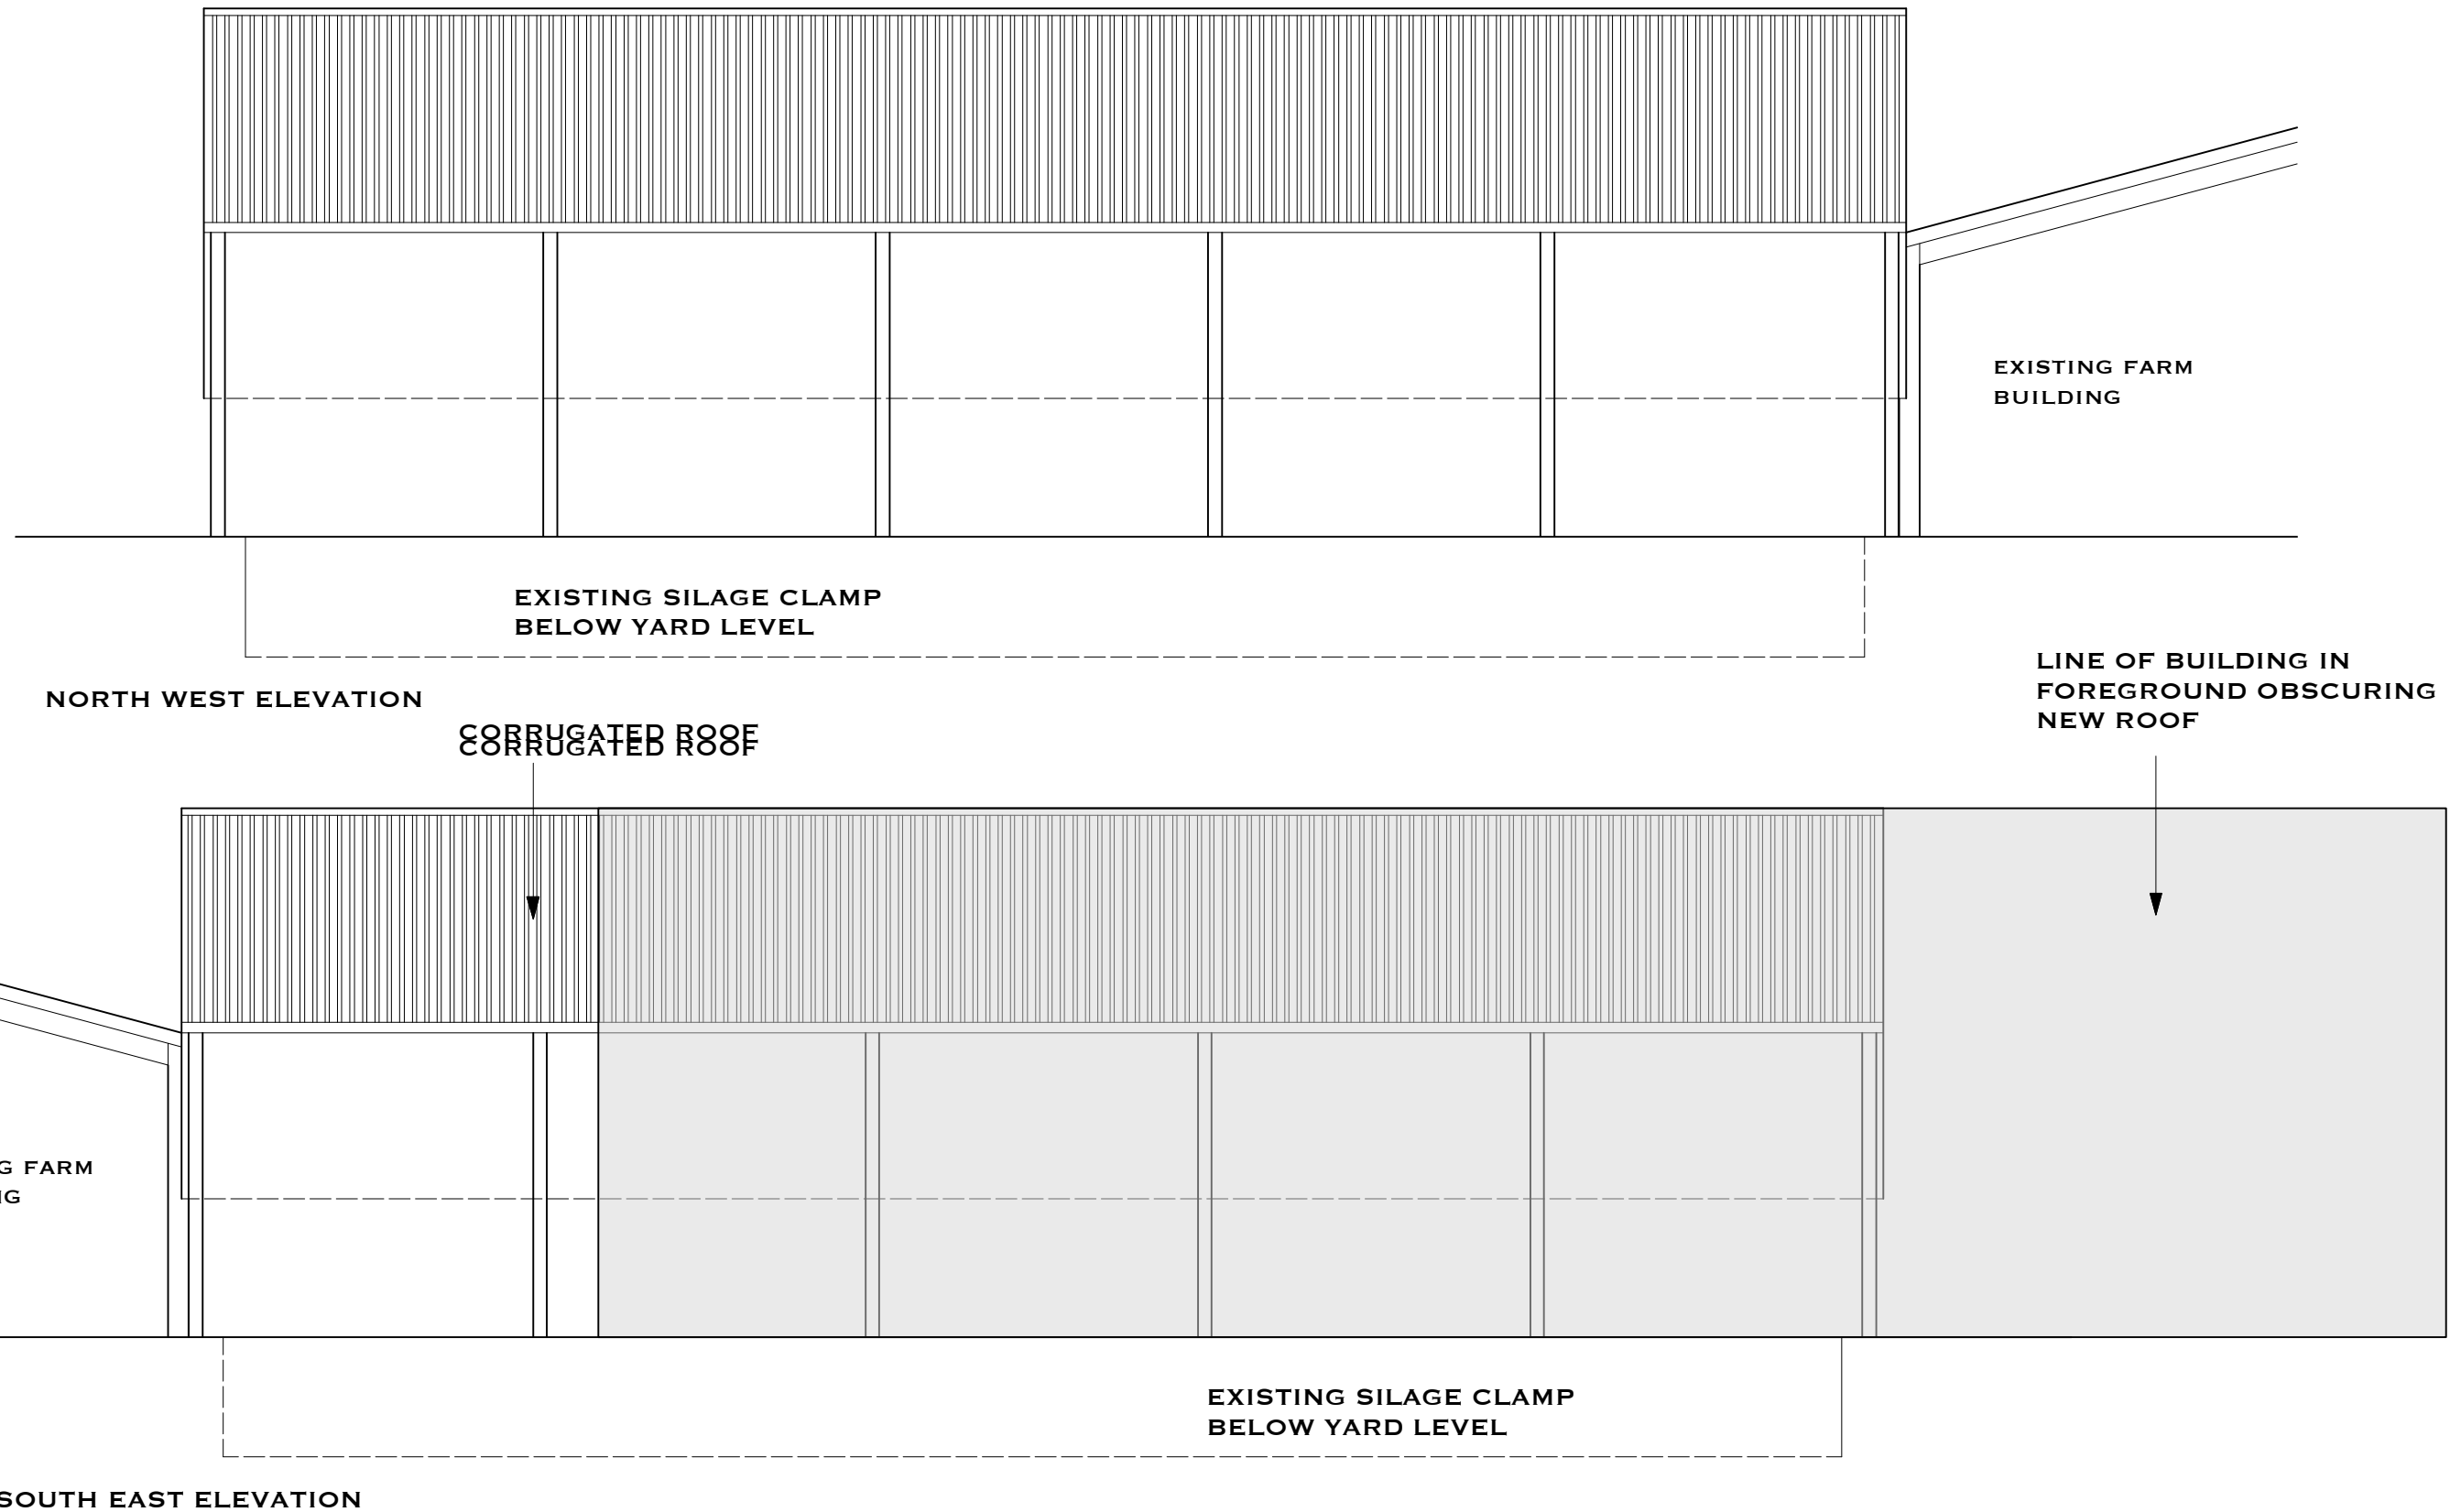 EXISTING FARM
BUILDING
EXISTING SILAGE CLAMP
BELOW YARD LEVEL
LINE OF BUILDING IN
FOREGROUND OBSCURING
NEW ROOF
NORTH WEST ELEVATION
CORRUGATED ROOF
CORRUGATED ROOF
G FARM
NG
EXISTING SILAGE CLAMP
BELOW YARD LEVEL
SOUTH EAST ELEVATION